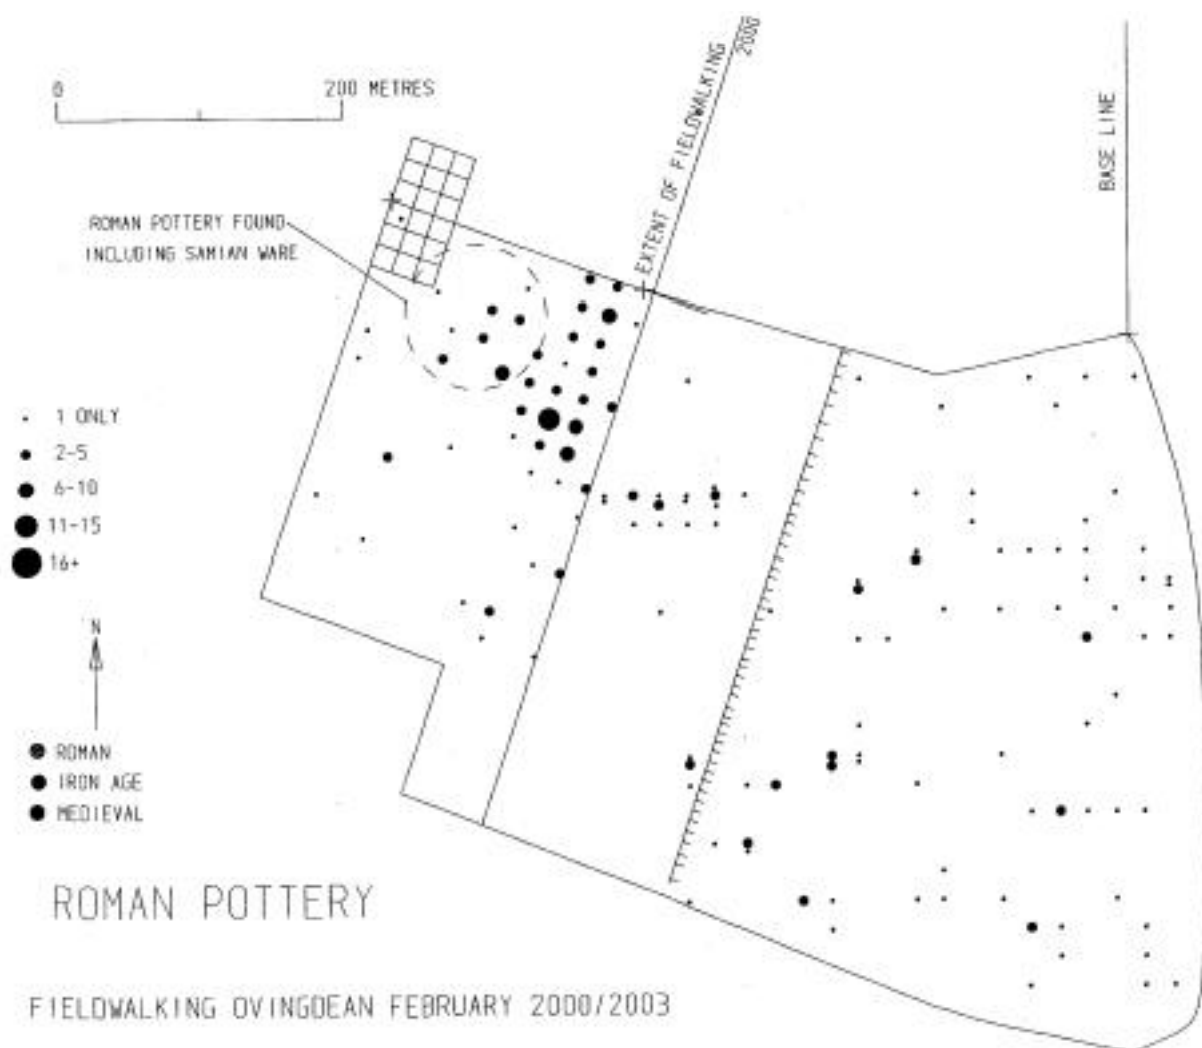 0 200 METRES
EXTENT OF FIELDWALKING 2000
BASE LINE
ROMAN POTTERY FOUND
INCLUDING SAMIAN WARE
1 ONLY
2-5
6-10
11-15
16+
N
ROMAN
IRON AGE
MEDIEVAL
ROMAN POTTERY
FIELDWALKING OVINGDEAN FEBRUARY 2000/2003